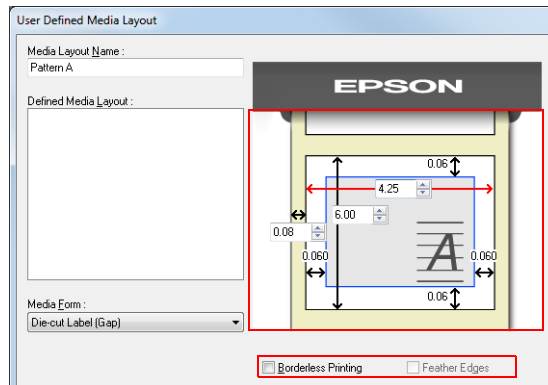 User Defined Media Layout
Media Layout Name :
Pattern A
Defined Media Layout :
EPSON
0.06
4.25
6.00
0.08
A
0.060
0.060
0.06
Media Form :
Die-cut Label (Gap)
Borderless Printing
Feather Edges